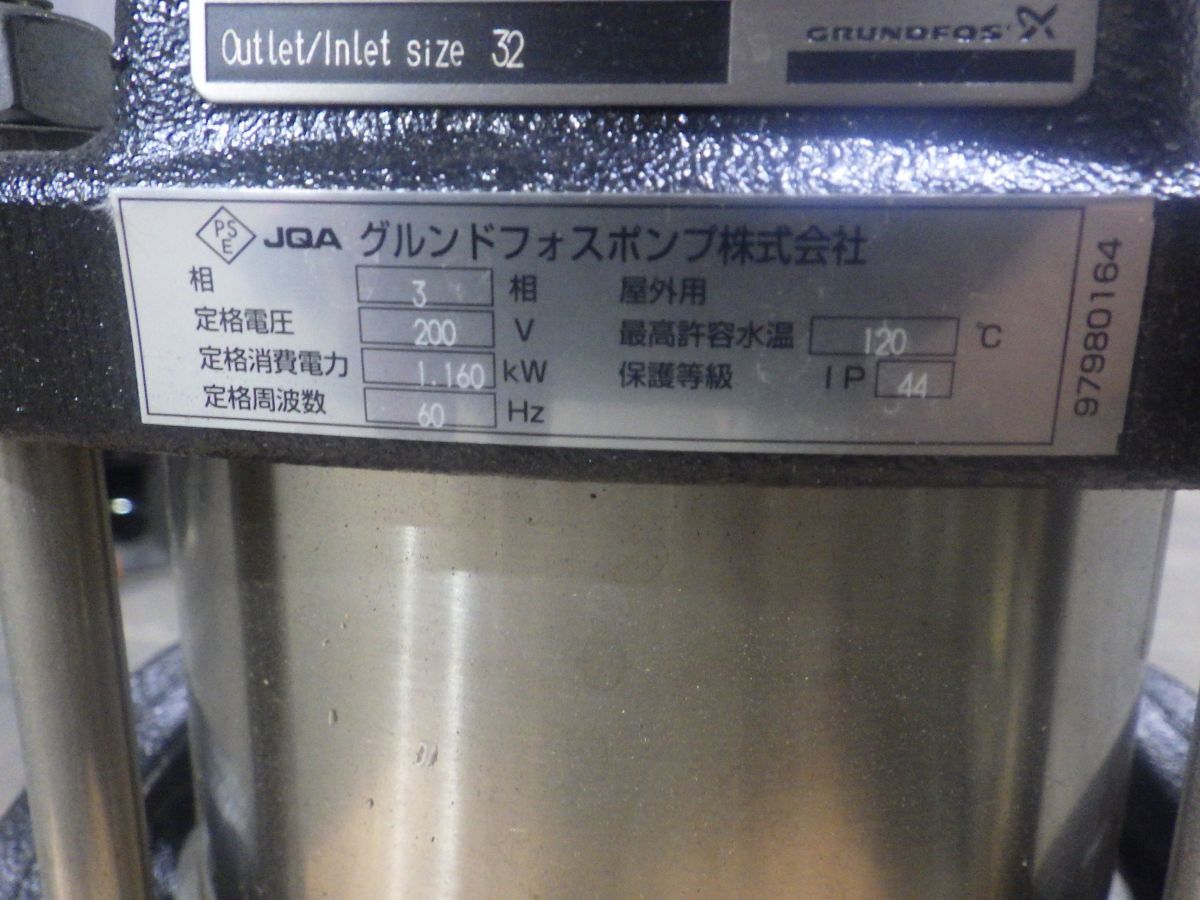 Outlet/Inlet size 32
GRUNDFOS
PSE JQA グルンドフォスポンプ株式会社
相 3 相 屋外用
定格電圧 200 V 最高許容水温 120 ℃
定格消費電力 1.160 kW 保護等級 IP 44
定格周波数 60 Hz
97980164